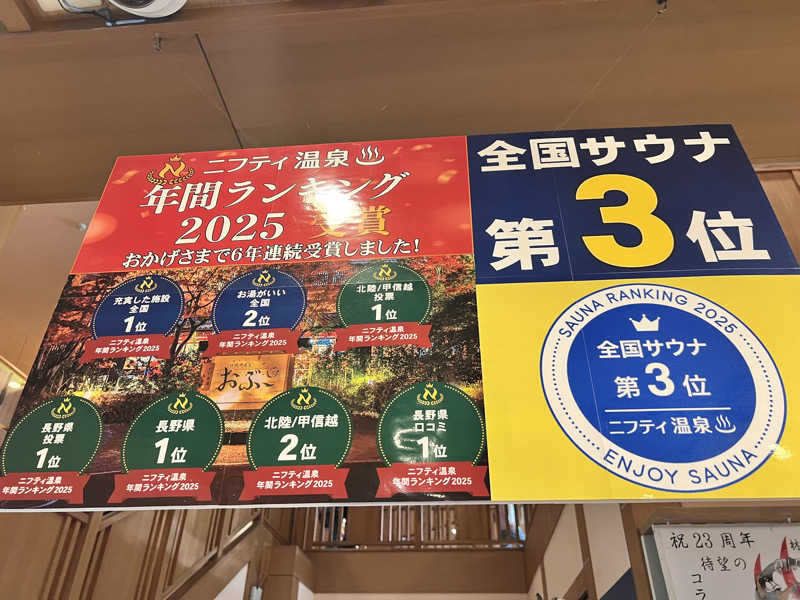 ニフティ温泉
年間ランキング
2025 受賞
おかげさまで6年連続受賞しました!
充実した施設
全国
1位
ニフティ温泉
年間ランキング2025
お湯がいい
全国
2位
ニフティ温泉
年間ランキング2025
北陸/甲信越
投票
1位
ニフティ温泉
年間ランキング2025
おぶ~
長野県
投票
1位
ニフティ温泉
年間ランキング2025
長野県
1位
ニフティ温泉
年間ランキング2025
北陸/甲信越
2位
ニフティ温泉
年間ランキング2025
長野県
口コミ
1位
ニフティ温泉
年間ランキング2025
全国サウナ
第3位
SAUNA RANKING 2025
全国サウナ
第3位
ニフティ温泉
ENJOY SAUNA
祝23周年
待望の
コラ